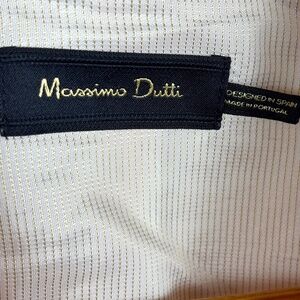 Massimo Dutti
DESIGNED IN SPAIN
MADE IN PORTUGAL